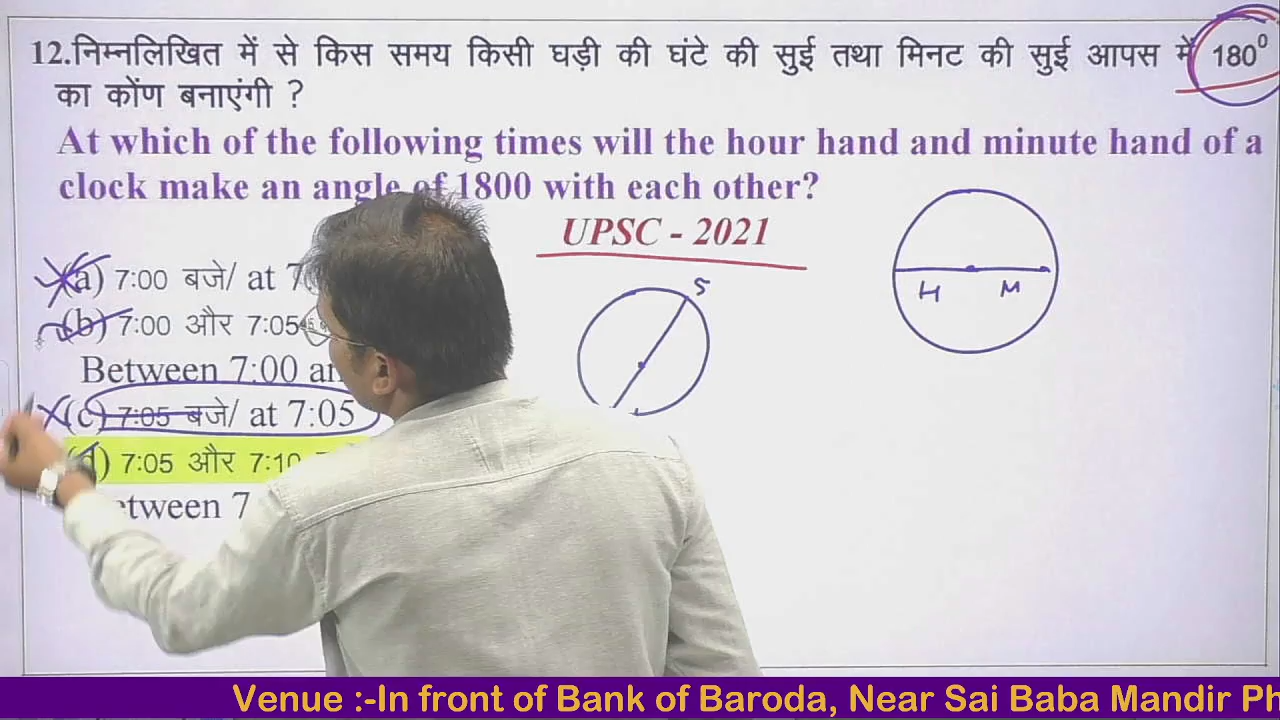 12.निम्नलिखित में से किस समय किसी घड़ी की घंटे की सुई तथा मिनट की सुई आपस में 180⁰
का कोंण बनाएंगी ?
At which of the following times will the hour hand and minute hand of a
clock make an angle of 1800 with each other?
UPSC - 2021
(a) 7:00 बजे/ at 7
(b) 7:00 और 7:05
Between 7:00
(c) 7:05 बजे/ at 7:05
(d) 7:05 और 7:10
7
5
H M
Venue :-In front of Bank of Baroda, Near Sai Baba Mandir